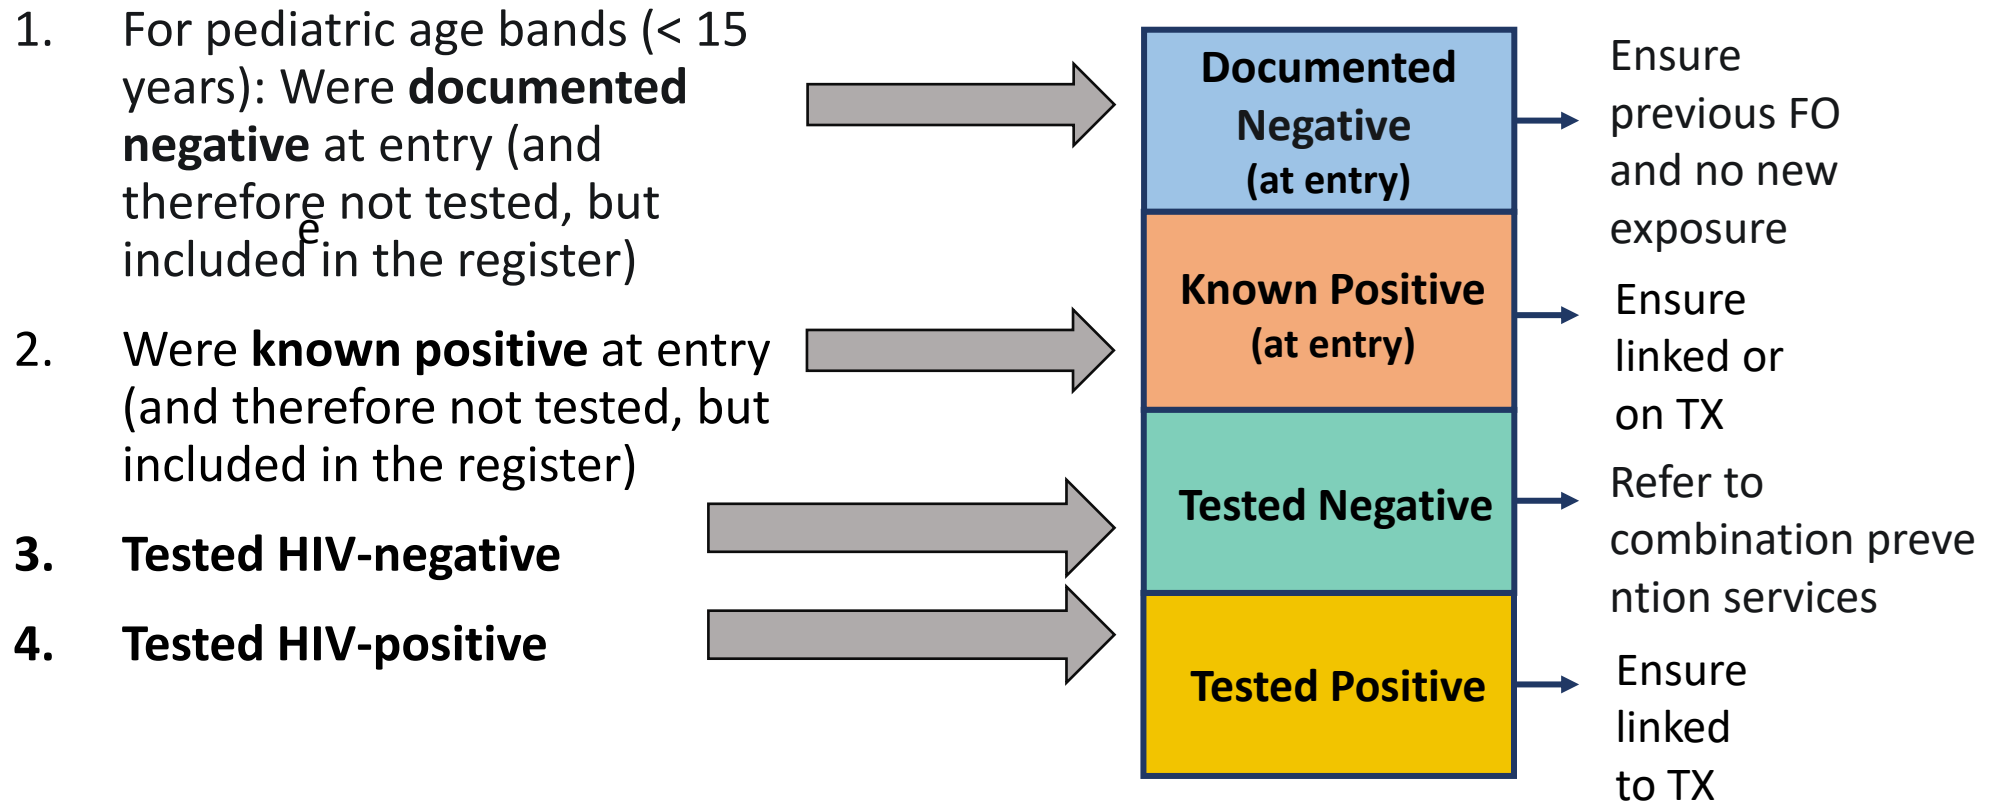 1. For pediatric age bands (< 15
years): Were documented
negative at entry (and
therefore not tested, but
e
included in the register)
2. Were known positive at entry
(and therefore not tested, but
included in the register)
3. Tested HIV-negative
4. Tested HIV-positive
Documented
Negative
(at entry)
Known Positive
(at entry)
Tested Negative
Tested Positive
Ensure
previous FO
and no new
exposure
Ensure
linked or
on TX
Refer to
combination preve
ntion services
Ensure
linked
to TX